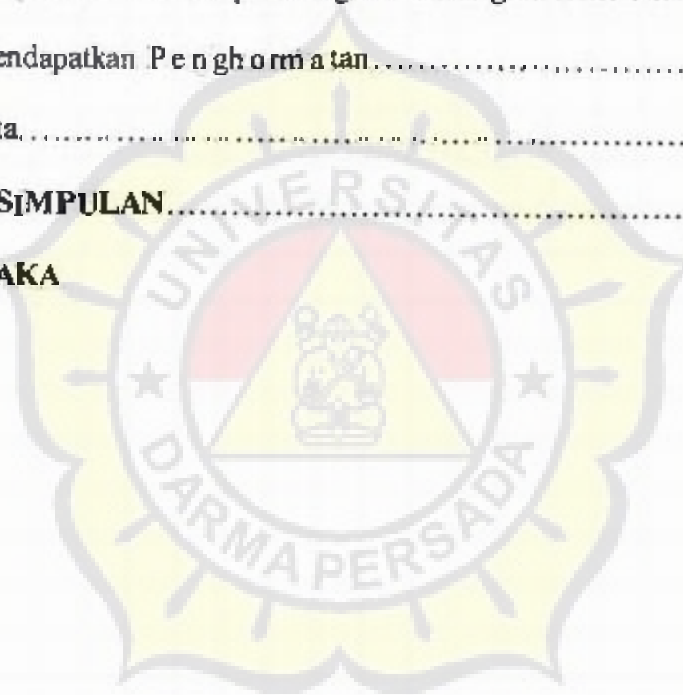 endapatkan Penghormatan........................
ta........................................
SIMPULAN........................
AKA
UNIVERSITAS
DARMA PERSADA